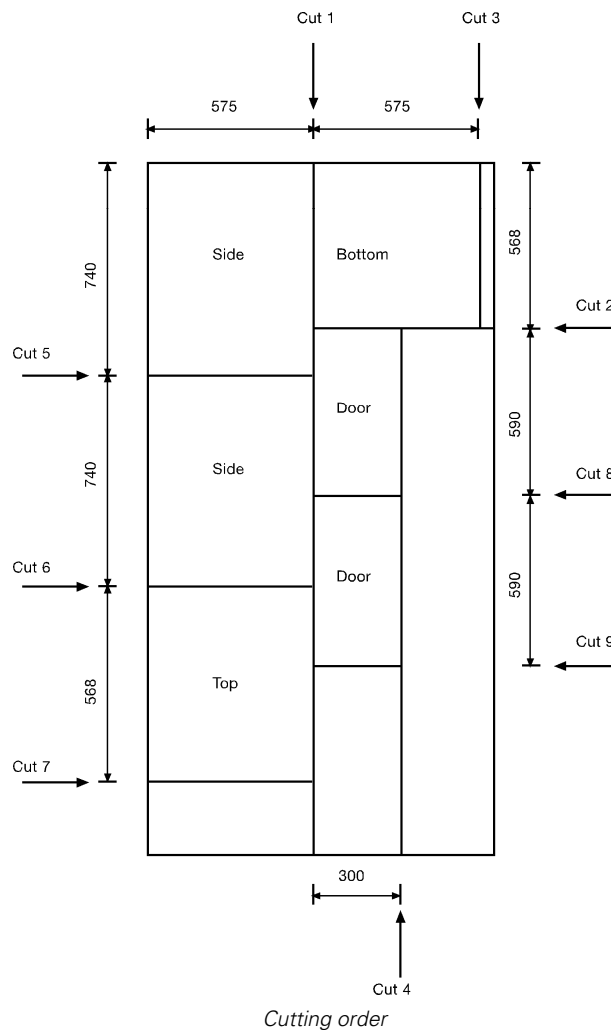 Cut 1
Cut 3
575
575
740
Side
Bottom
568
Cut 2
Cut 5
Door
590
740
Side
Cut 8
Cut 6
Door
590
Cut 9
568
Top
Cut 7
300
Cut 4
Cutting order